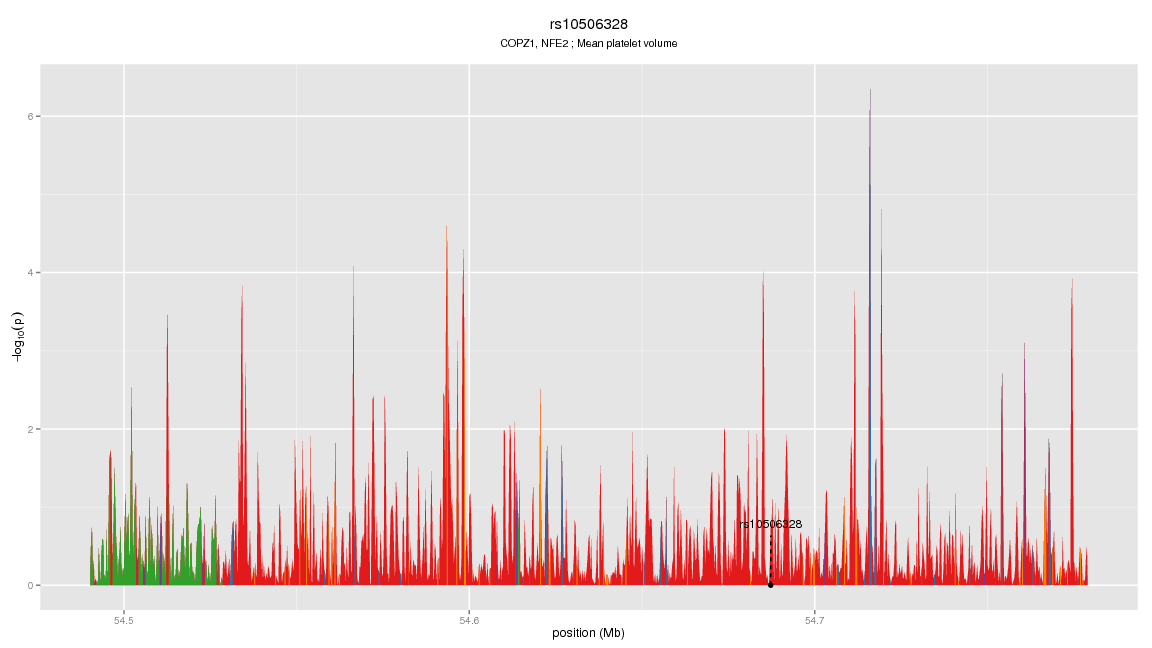 rs10506328
COPZ1, NFE2 ; Mean platelet volume
−log10(p)
6
4
2
0
rs10506328
54.5
54.6
54.7
position (Mb)